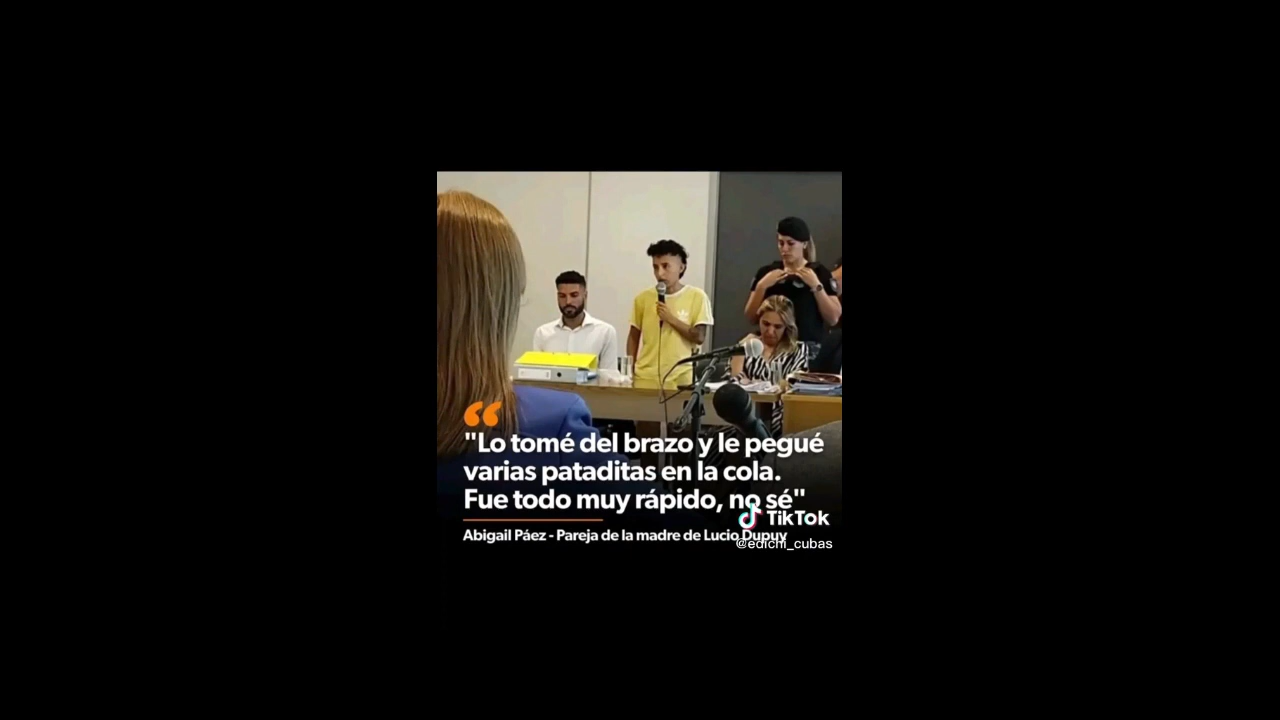 “
"Lo tomé del brazo y le pegué
varias pataditas en la cola.
Fue todo muy rápido, no sé"
TikTok
Abigail Páez - Pareja de la madre de Lucio Dupuy
@edichi_cubas